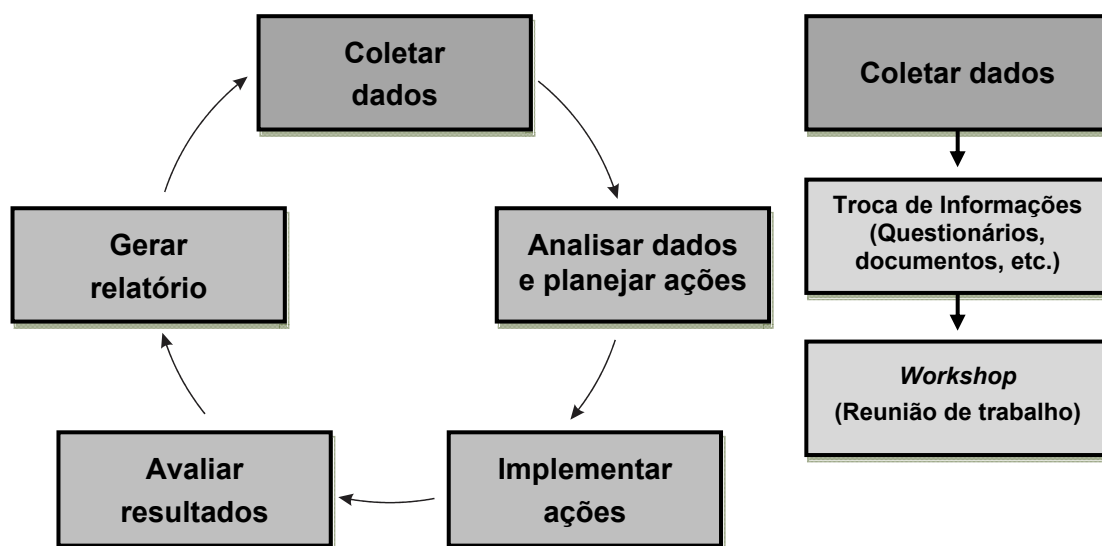 Coletar
dados
Analisar dados
e planejar ações
Implementar
ações
Avaliar
resultados
Gerar
relatório
Coletar dados
Troca de Informações
(Questionários,
documentos, etc.)
Workshop
(Reunião de trabalho)